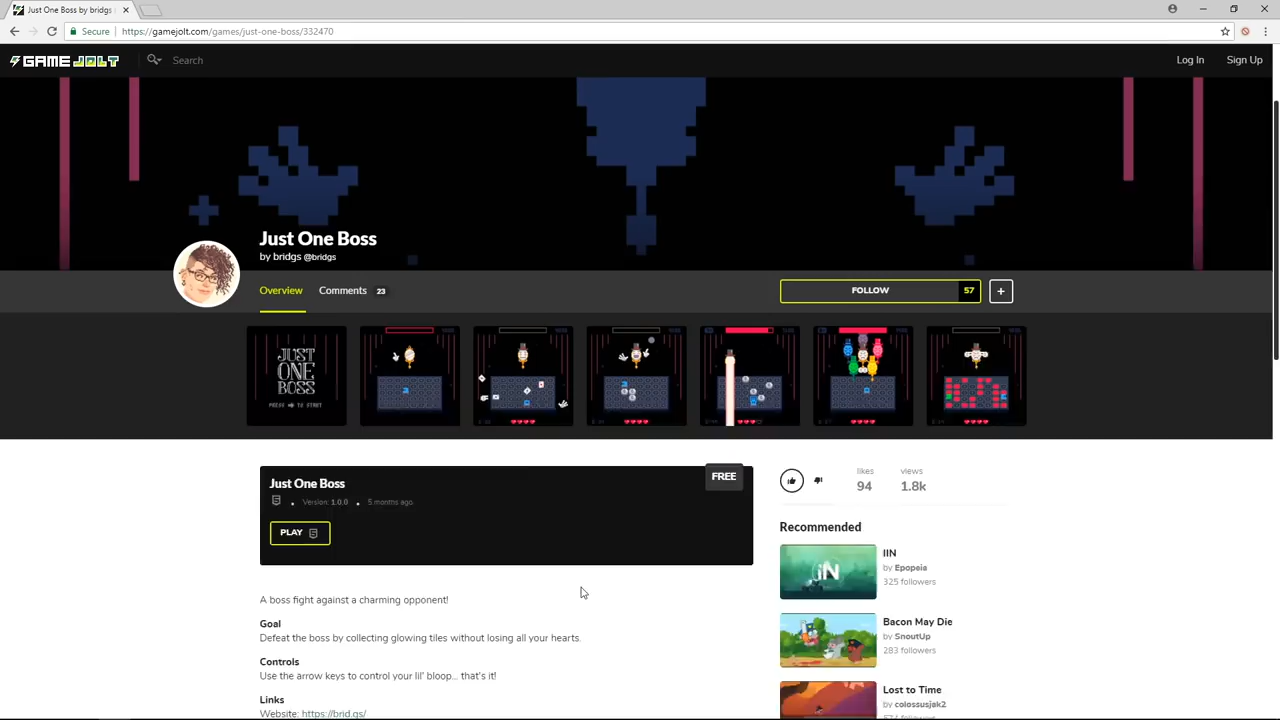 Just One Boss by bridgs
Secure
https://gamejolt.com/games/just-one-boss/332470
GAME JOLT
Search
Log In
Sign Up
Just One Boss
by bridgs @bridgs
Overview
Comments 23
FOLLOW 57
JUST
ONE
BOSS
PRESS TO START
Just One Boss
FREE
Version: 1.0.0 • 5 months ago
PLAY
likes
94
views
1.8k
Recommended
IIN
by Epopeia
325 followers
Bacon May Die
by SnoutUp
283 followers
Lost to Time
by colossusjak2
A boss fight against a charming opponent!
Goal
Defeat the boss by collecting glowing tiles without losing all your hearts.
Controls
Use the arrow keys to control your lil' bloop... that's it!
Links
Website: https://brid.gs/